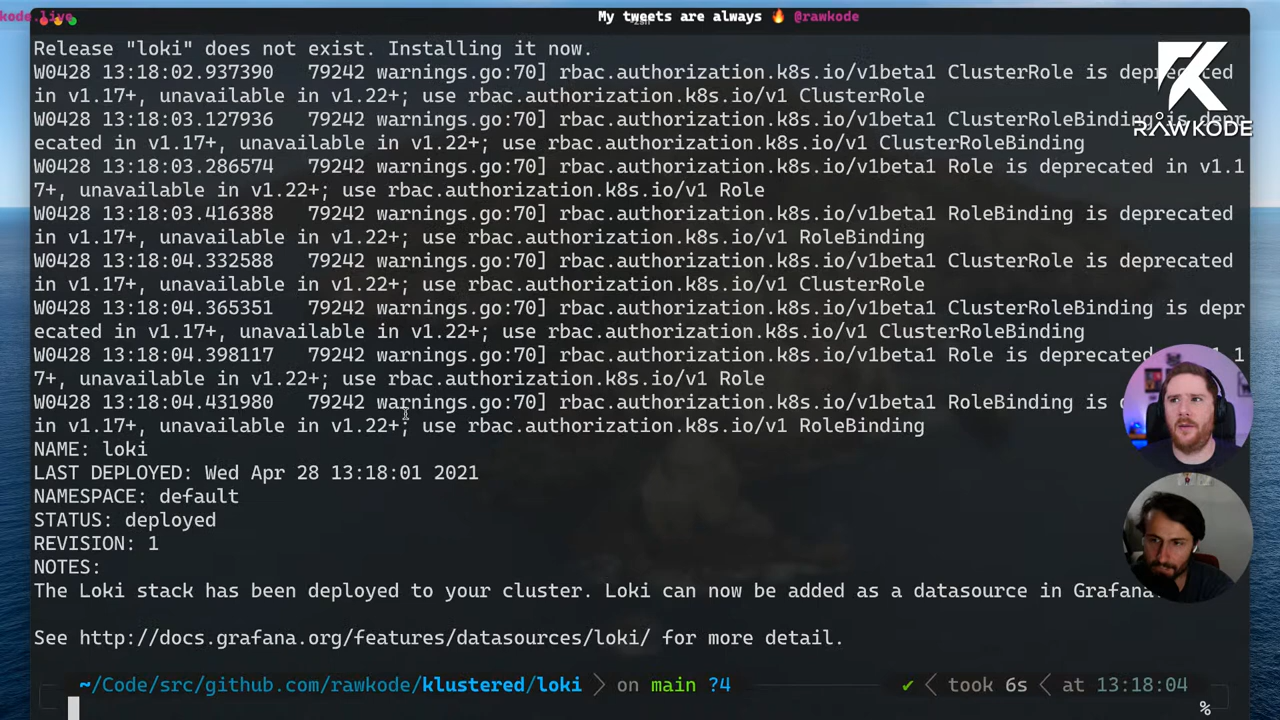 kode.live
My tweets are always 🔥 @rawkode
Release "loki" does not exist. Installing it now.
W0428 13:18:02.937390   79242 warnings.go:70] rbac.authorization.k8s.io/v1beta1 ClusterRole is deprecated
in v1.17+, unavailable in v1.22+; use rbac.authorization.k8s.io/v1 ClusterRole
W0428 13:18:03.127936   79242 warnings.go:70] rbac.authorization.k8s.io/v1beta1 ClusterRoleBinding is depr
ecated in v1.17+, unavailable in v1.22+; use rbac.authorization.k8s.io/v1 ClusterRoleBinding
W0428 13:18:03.286574   79242 warnings.go:70] rbac.authorization.k8s.io/v1beta1 Role is deprecated in v1.1
7+, unavailable in v1.22+; use rbac.authorization.k8s.io/v1 Role
W0428 13:18:03.416388   79242 warnings.go:70] rbac.authorization.k8s.io/v1beta1 RoleBinding is deprecated
in v1.17+, unavailable in v1.22+; use rbac.authorization.k8s.io/v1 RoleBinding
W0428 13:18:04.332588   79242 warnings.go:70] rbac.authorization.k8s.io/v1beta1 ClusterRole is deprecated
in v1.17+, unavailable in v1.22+; use rbac.authorization.k8s.io/v1 ClusterRole
W0428 13:18:04.365351   79242 warnings.go:70] rbac.authorization.k8s.io/v1beta1 ClusterRoleBinding is depr
ecated in v1.17+, unavailable in v1.22+; use rbac.authorization.k8s.io/v1 ClusterRoleBinding
W0428 13:18:04.398117   79242 warnings.go:70] rbac.authorization.k8s.io/v1beta1 Role is deprecated in v1.1
7+, unavailable in v1.22+; use rbac.authorization.k8s.io/v1 Role
W0428 13:18:04.431980   79242 warnings.go:70] rbac.authorization.k8s.io/v1beta1 RoleBinding is
in v1.17+, unavailable in v1.22+; use rbac.authorization.k8s.io/v1 RoleBinding
NAME: loki
LAST DEPLOYED: Wed Apr 28 13:18:01 2021
NAMESPACE: default
STATUS: deployed
REVISION: 1
NOTES:
The Loki stack has been deployed to your cluster. Loki can now be added as a datasource in Grafana.
See http://docs.grafana.org/features/datasources/loki/ for more detail.
~/Code/src/github.com/rawkode/klustered/loki on main ?4 ✔ took 6s at 13:18:04
%
RAWKODE